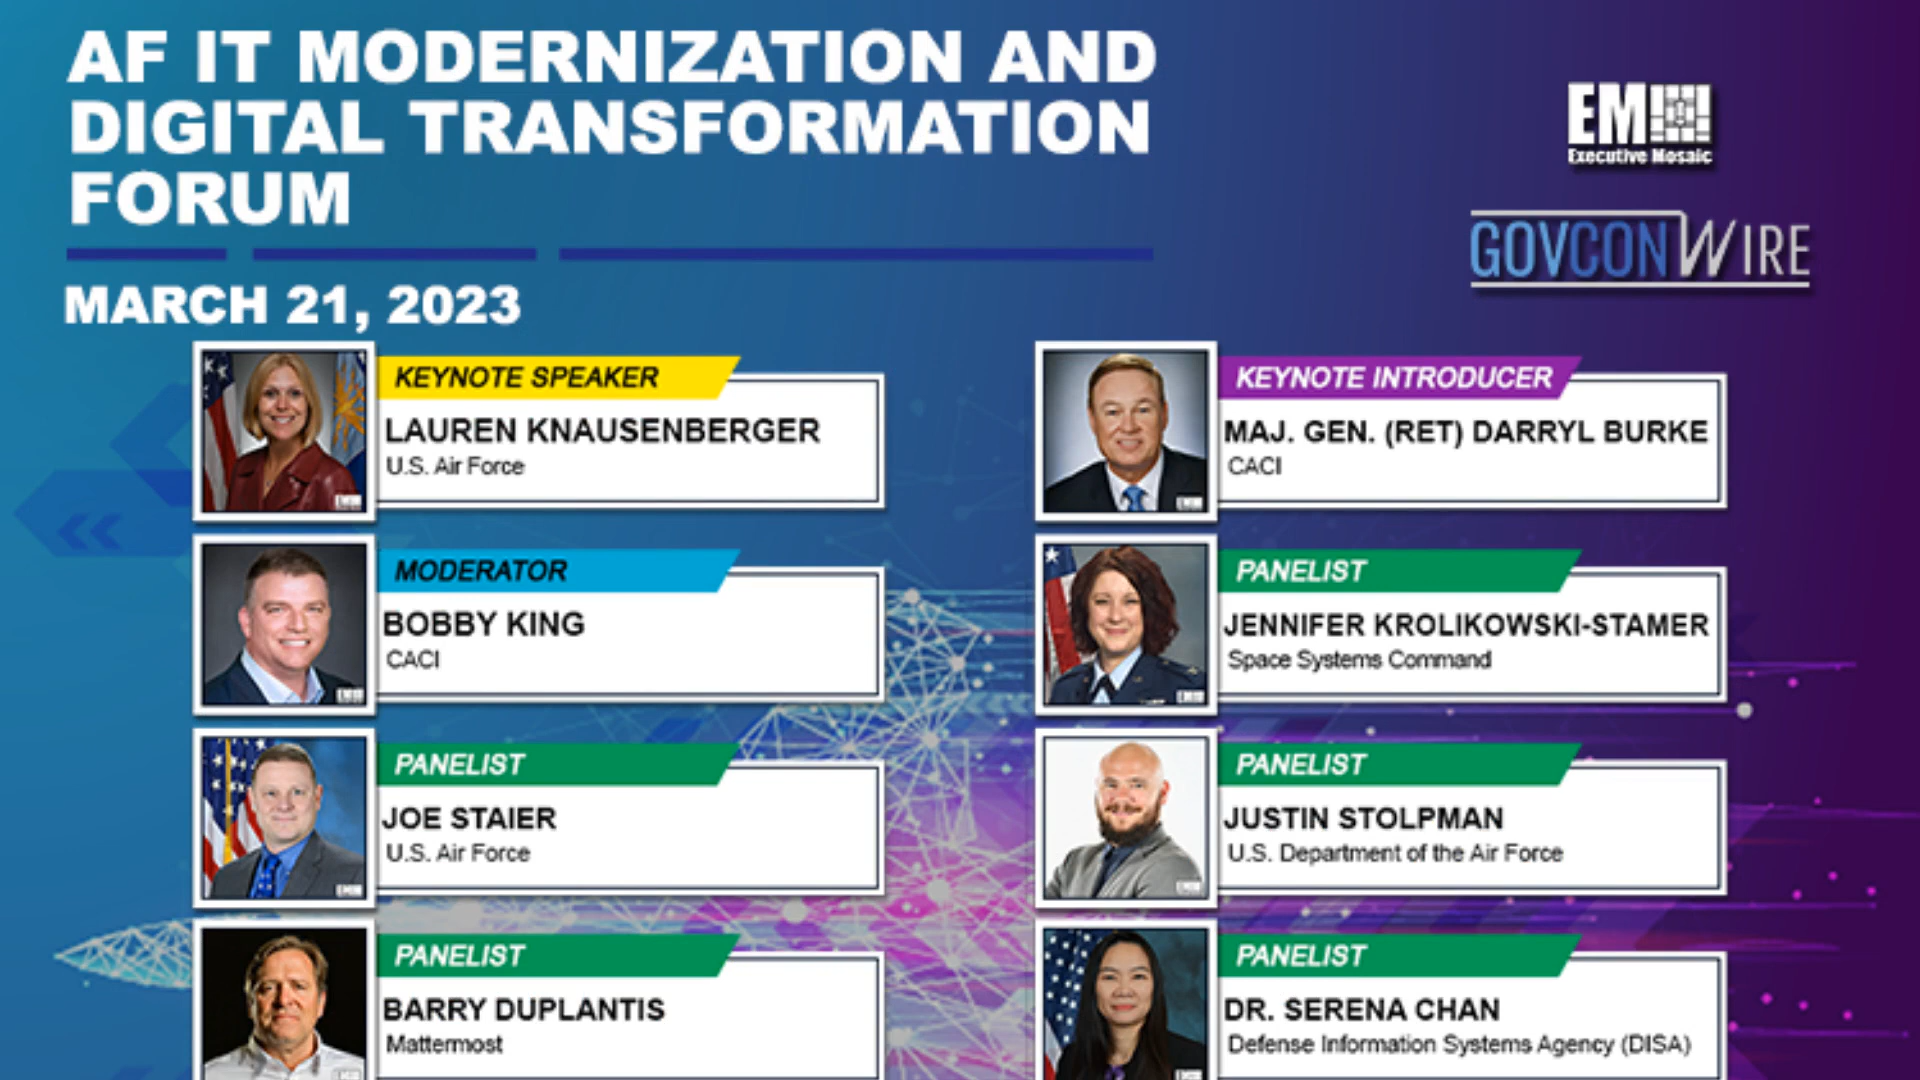 AF IT MODERNIZATION AND
DIGITAL TRANSFORMATION
FORUM
MARCH 21, 2023
EM
Executive Mosaic
GOVCONWIRE
KEYNOTE SPEAKER
LAUREN KNAUSENBERGER
U.S. Air Force
KEYNOTE INTRODUCER
MAJ. GEN. (RET) DARRYL BURKE
CACI
MODERATOR
BOBBY KING
CACI
PANELIST
JENNIFER KROLIKOWSKI-STAMER
Space Systems Command
PANELIST
JOE STAIER
U.S. Air Force
PANELIST
JUSTIN STOLPMAN
U.S. Department of the Air Force
PANELIST
BARRY DUPLANTIS
Mattermost
PANELIST
DR. SERENA CHAN
Defense Information Systems Agency (DISA)